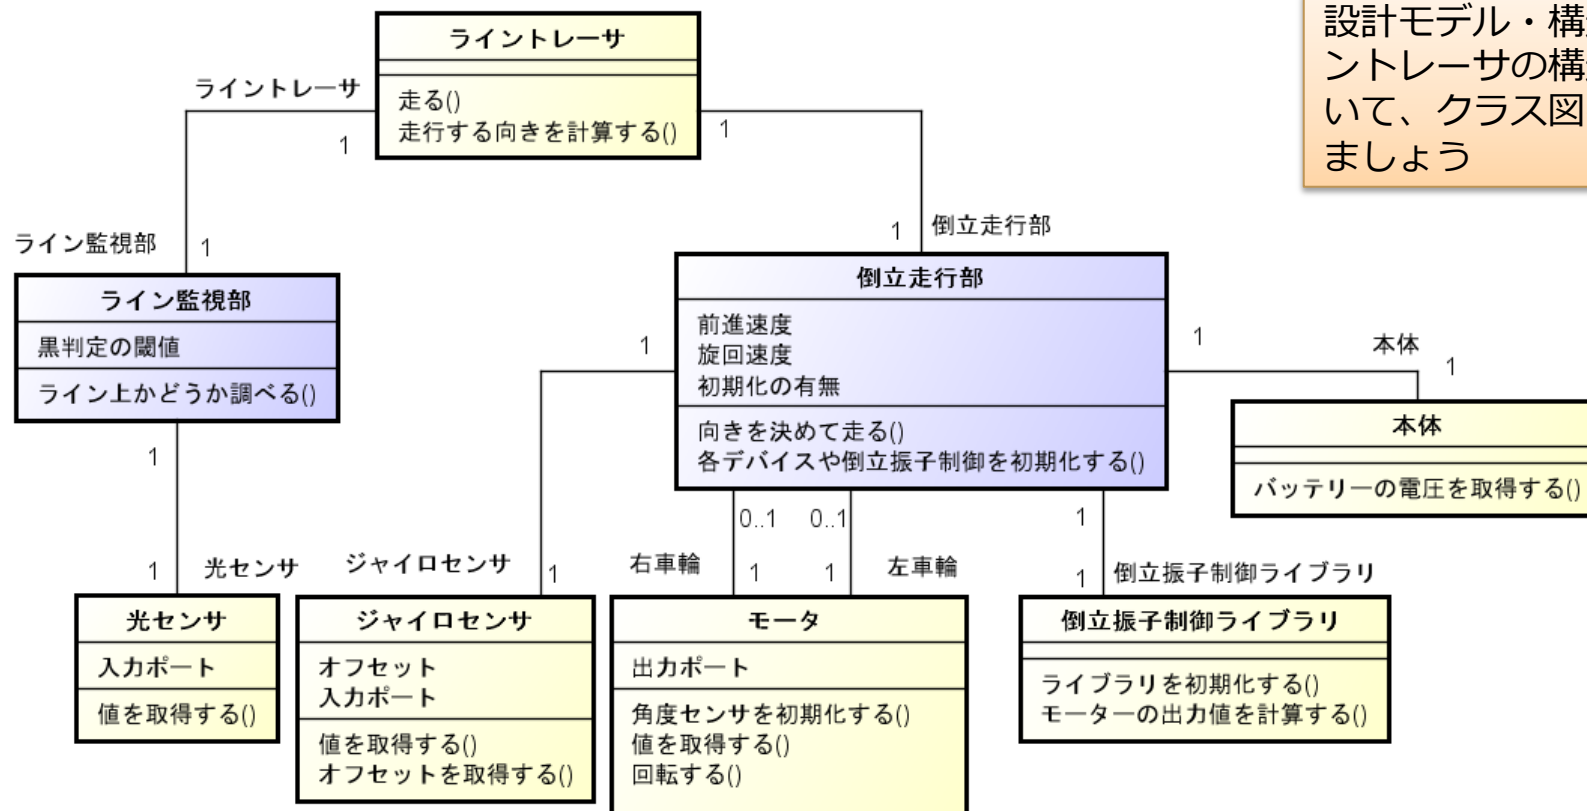 設計モデル・構
ントレーサの構
いて、クラス図
ましょう
ライントレーサ
走る()
走行する向きを計算する()
ライントレーサ
1
1
ライン監視部
1
1
倒立走行部
ライン監視部
黒判定の閾値
ライン上かどうか調べる()
倒立走行部
前進速度
旋回速度
初期化の有無
向きを決めて走る()
各デバイスや倒立振子制御を初期化する()
1
1
本体
1
本体
バッテリーの電圧を取得する()
1
1
光センサ
ジャイロセンサ
1
0..1
0..1
右車輪
1
1
左車輪
1
1
倒立振子制御ライブラリ
光センサ
入力ポート
値を取得する()
ジャイロセンサ
オフセット
入力ポート
値を取得する()
オフセットを取得する()
モータ
出力ポート
角度センサを初期化する()
値を取得する()
回転する()
倒立振子制御ライブラリ
ライブラリを初期化する()
モーターの出力値を計算する()